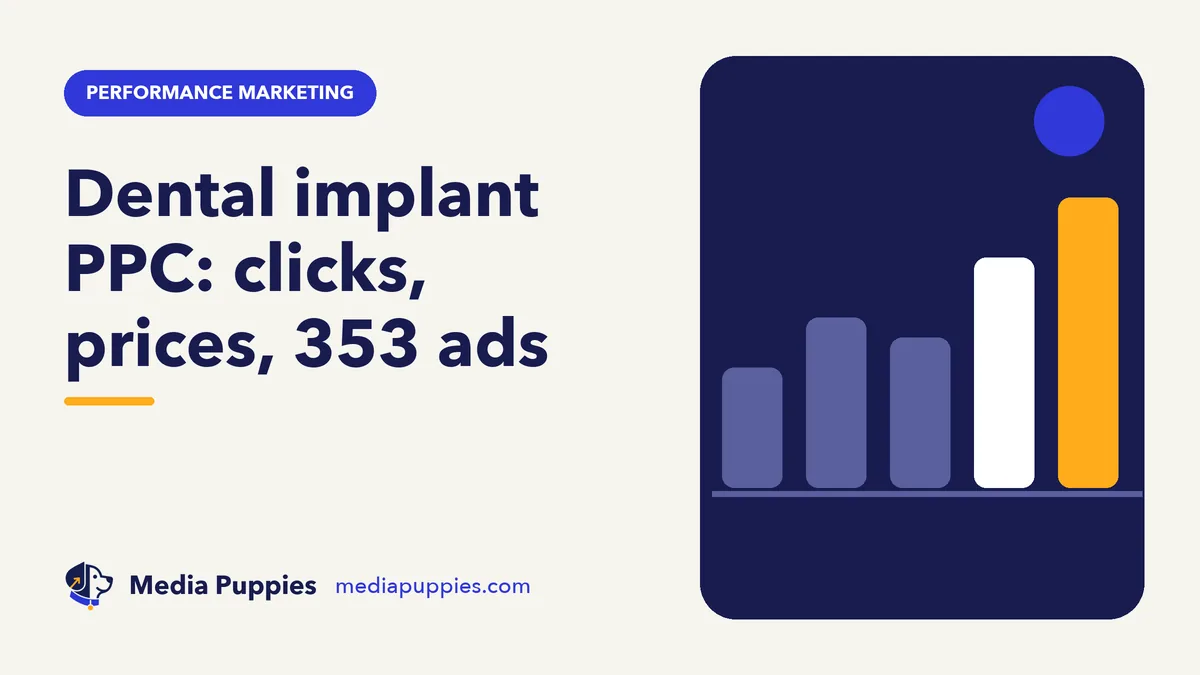 PERFORMANCE MARKETING
Dental implant
PPC: clicks,
prices, 353 ads
Media Puppies mediapuppies.com